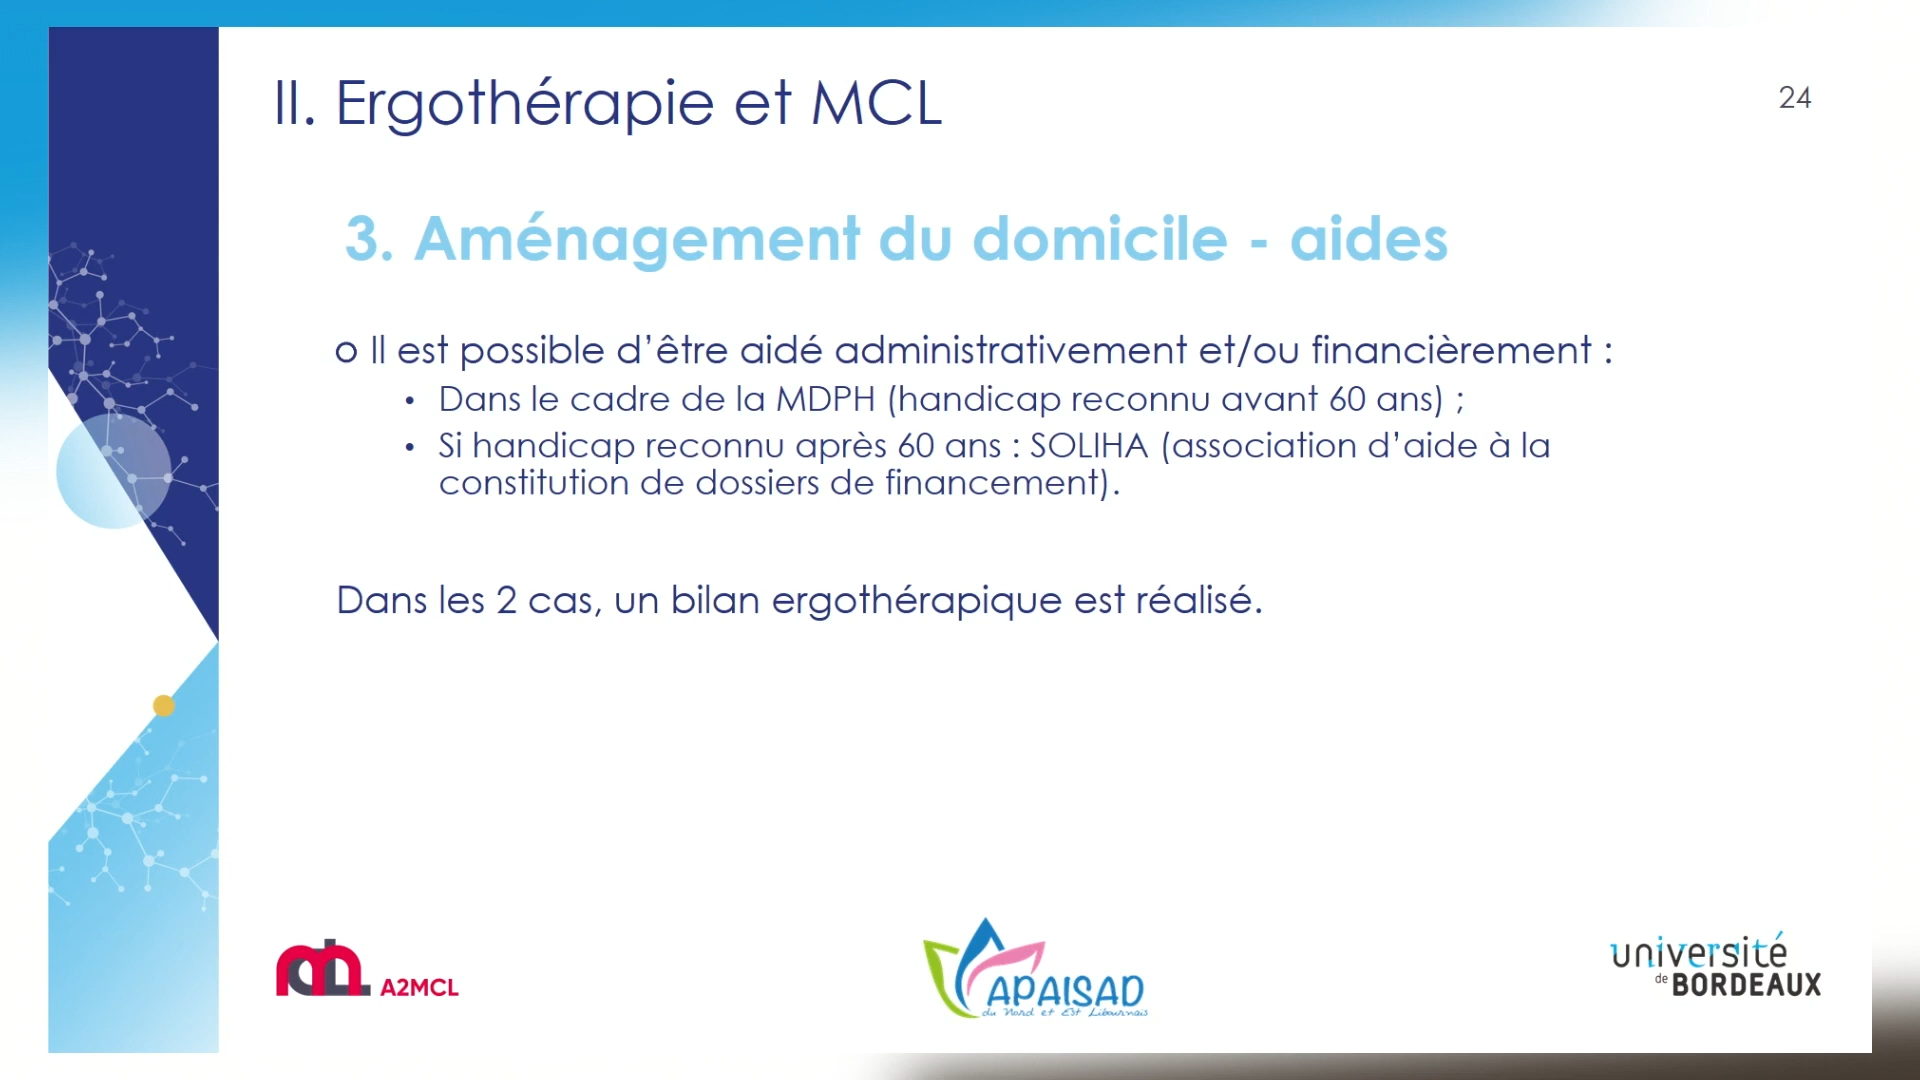 II. Ergothérapie et MCL
24
3. Aménagement du domicile - aides
o Il est possible d’être aidé administrativement et/ou financièrement :
• Dans le cadre de la MDPH (handicap reconnu avant 60 ans) ;
• Si handicap reconnu après 60 ans : SOLIHA (association d’aide à la
constitution de dossiers de financement).
Dans les 2 cas, un bilan ergothérapique est réalisé.
A2MCL
APAISAD
du Nord et Est Libournais
université
de BORDEAUX